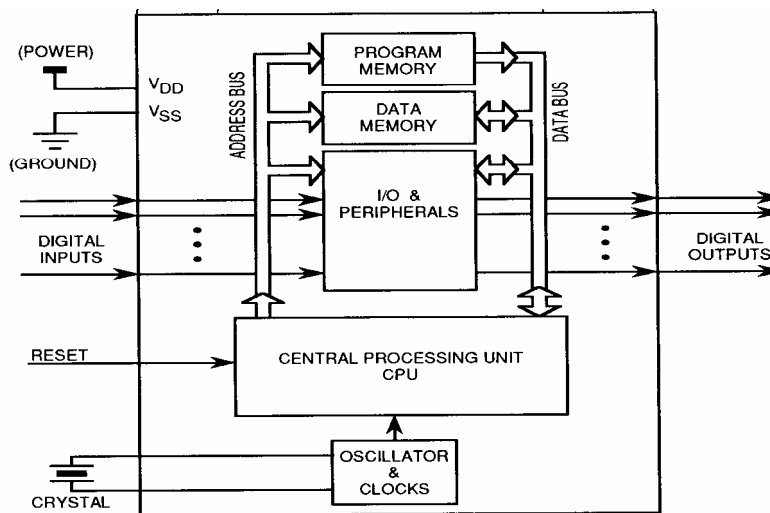 (POWER)
VDD
VSS
(GROUND)
ADDRESS BUS
PROGRAM
MEMORY
DATA
MEMORY
DATA BUS
I/O &
PERIPHERALS
DIGITAL
INPUTS
DIGITAL
OUTPUTS
RESET
CENTRAL PROCESSING UNIT
CPU
OSCILLATOR
&
CLOCKS
CRYSTAL